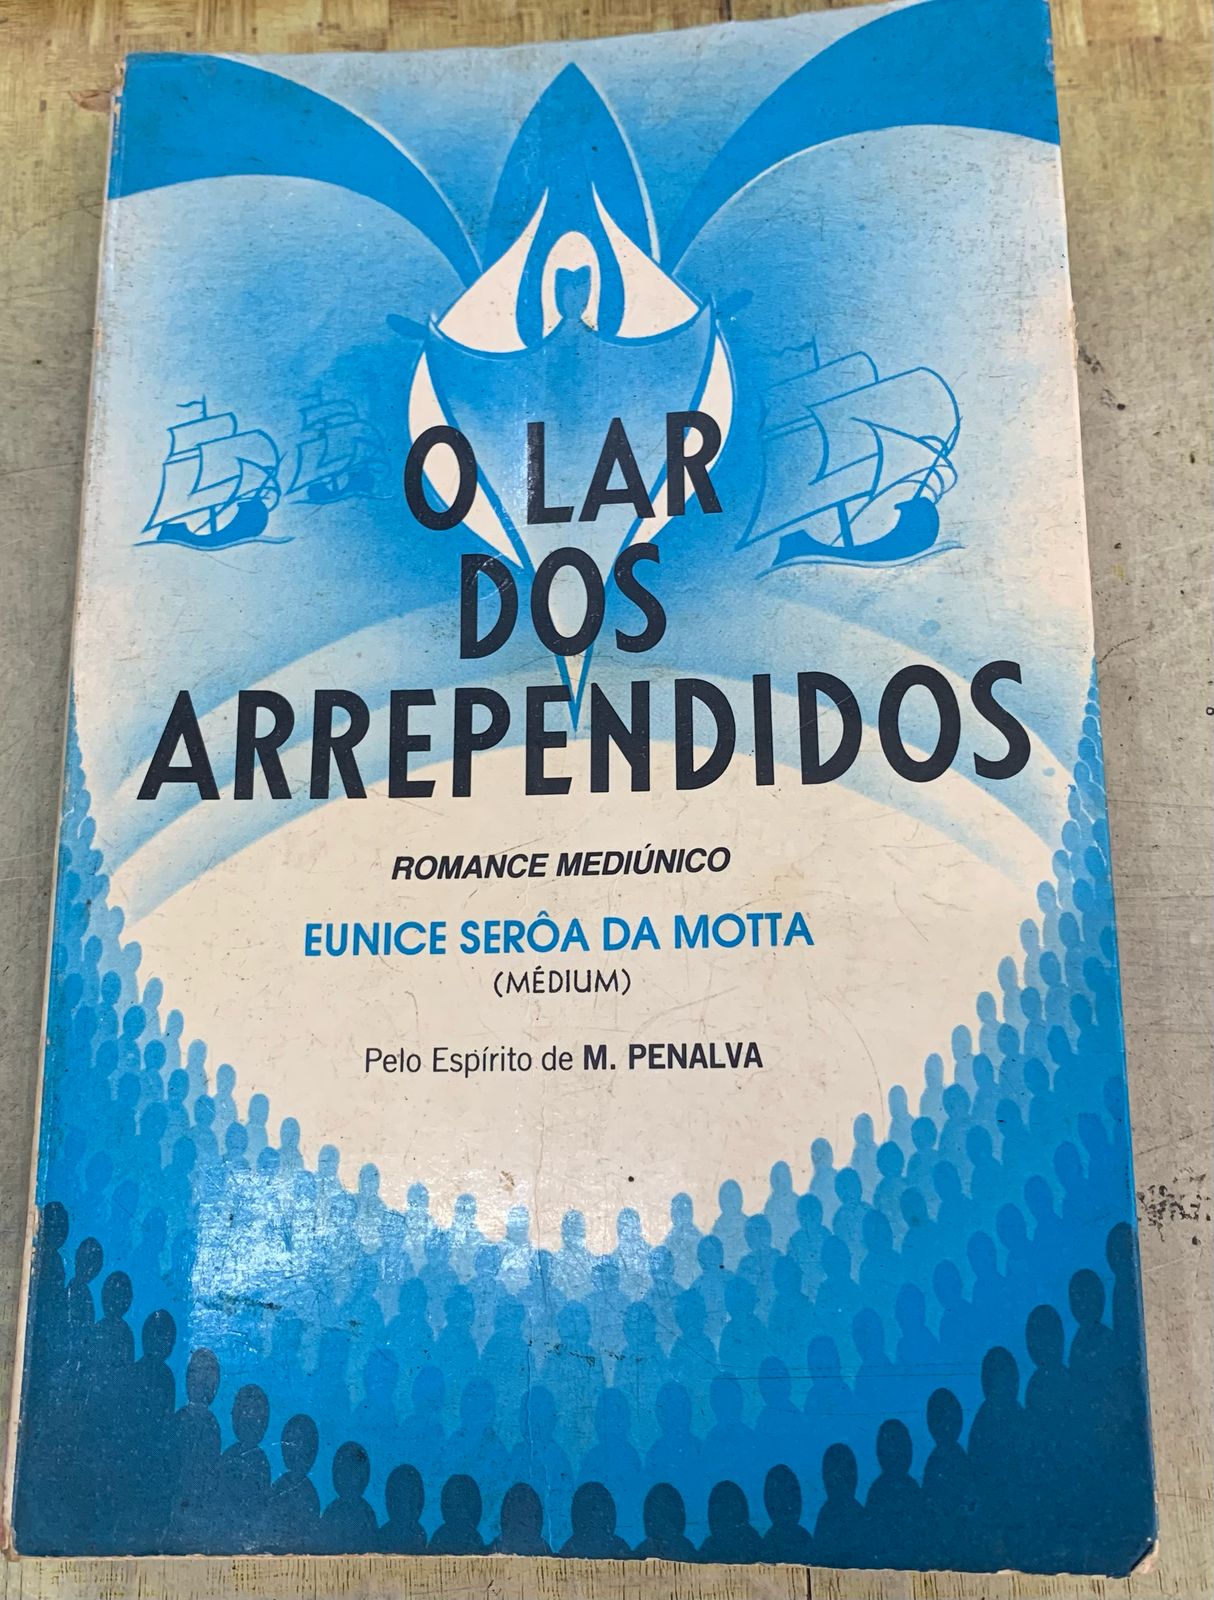 O LAR
DOS
ARREPENDIDOS
ROMANCE MEDIÚNICO
EUNICE SERÔA DA MOTTA
(MÉDIUM)
Pelo Espírito de M. PENALVA